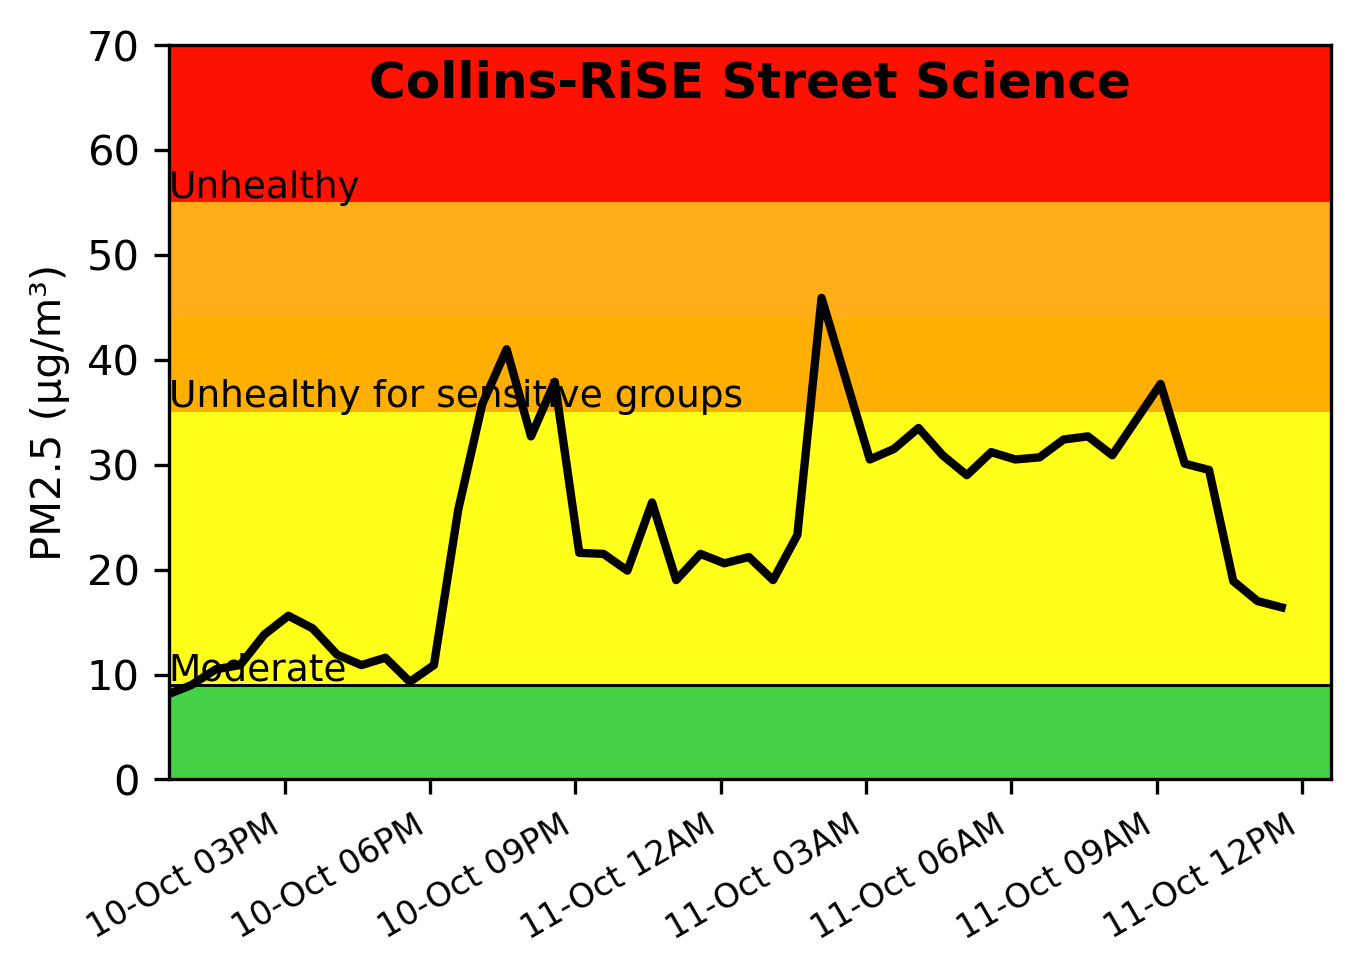 Collins-RiSE Street Science
70
60
50
40
30
20
10
0
PM2.5 (µg/m³)
Unhealthy
Unhealthy for sensitive groups
Moderate
10-Oct 03PM
10-Oct 06PM
10-Oct 09PM
11-Oct 12AM
11-Oct 03AM
11-Oct 06AM
11-Oct 09AM
11-Oct 12PM